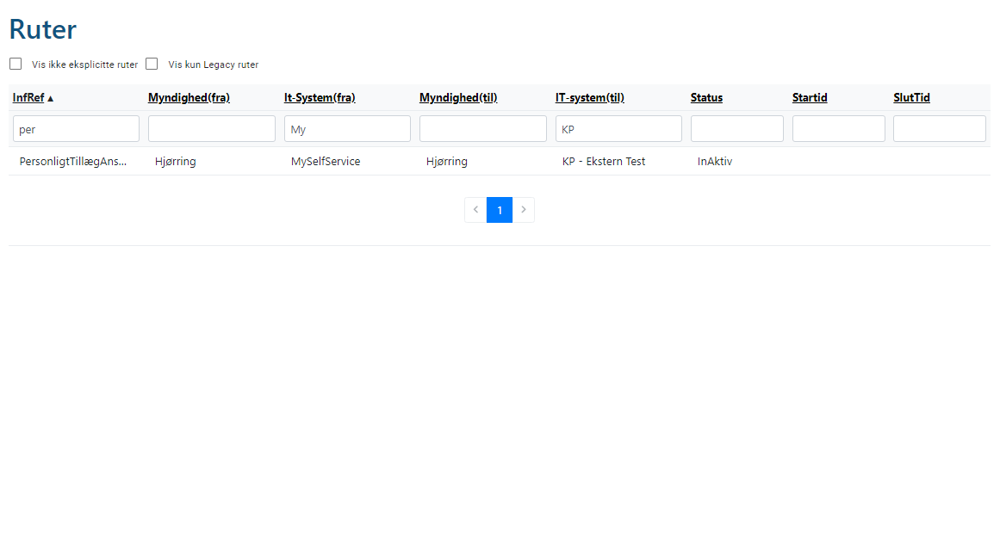 Ruter
Vis ikke eksplicitte ruter Vis kun Legacy ruter
InfRef ▲ Myndighed(fra) It-System(fra) Myndighed(til) IT-system(til) Status Startid SlutTid
per My KP
PersonligtTillægAns... Hjørring MySelfService Hjørring KP - Ekstern Test InAktiv
< 1 >